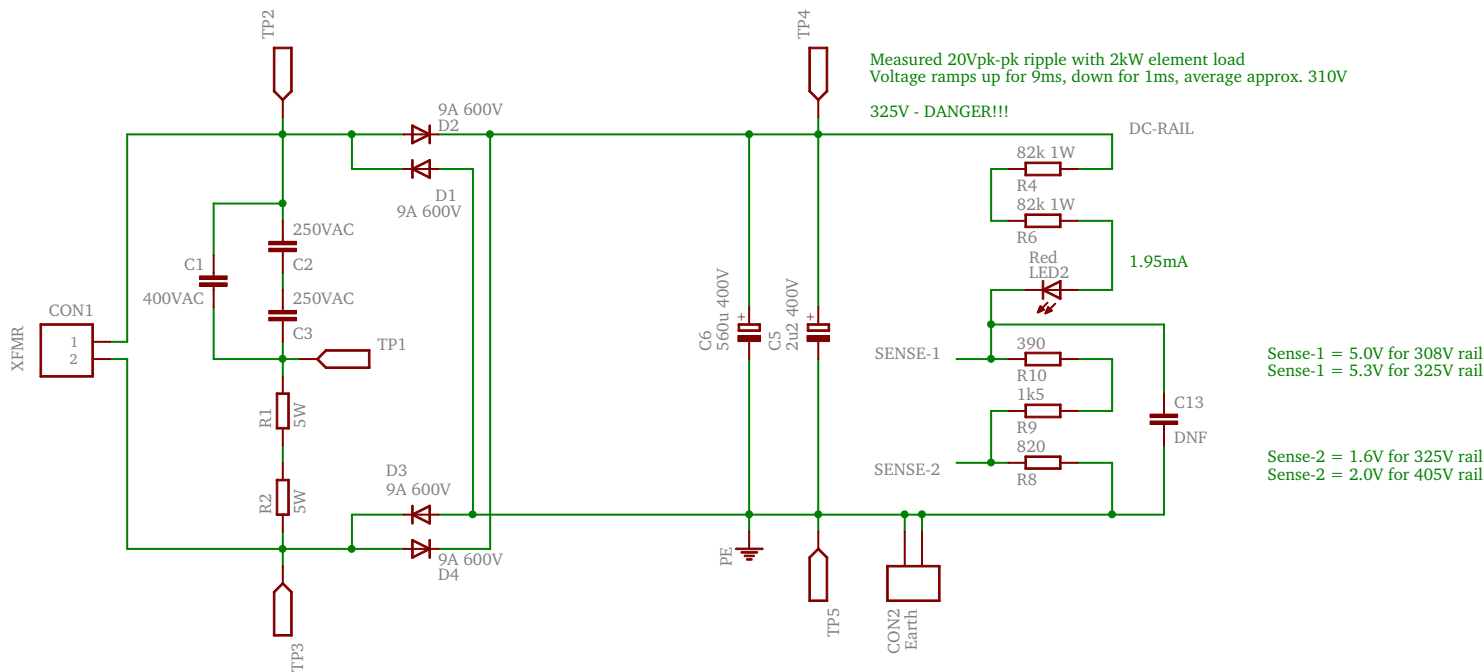 TP2
TP4
Measured 20Vpk-pk ripple with 2kW element load
Voltage ramps up for 9ms, down for 1ms, average approx. 310V
325V - DANGER!!!
9A 600V
D2
DC-RAIL
82k 1W
R4
D1
9A 600V
82k 1W
R6
250VAC
C2
C1
400VAC
Red
LED2
1.95mA
250VAC
C3
CON1
1
2
XFMR
TP1
C6
560u 400V
+
C5
2u2 400V
+
SENSE-1
390
R10
Sense-1 = 5.0V for 308V rail
Sense-1 = 5.3V for 325V rail
1k5
R9
C13
DNF
R1
5W
SENSE-2
820
R8
Sense-2 = 1.6V for 325V rail
Sense-2 = 2.0V for 405V rail
D3
9A 600V
R2
5W
9A 600V
D4
PE
TP5
CON2
Earth
TP3